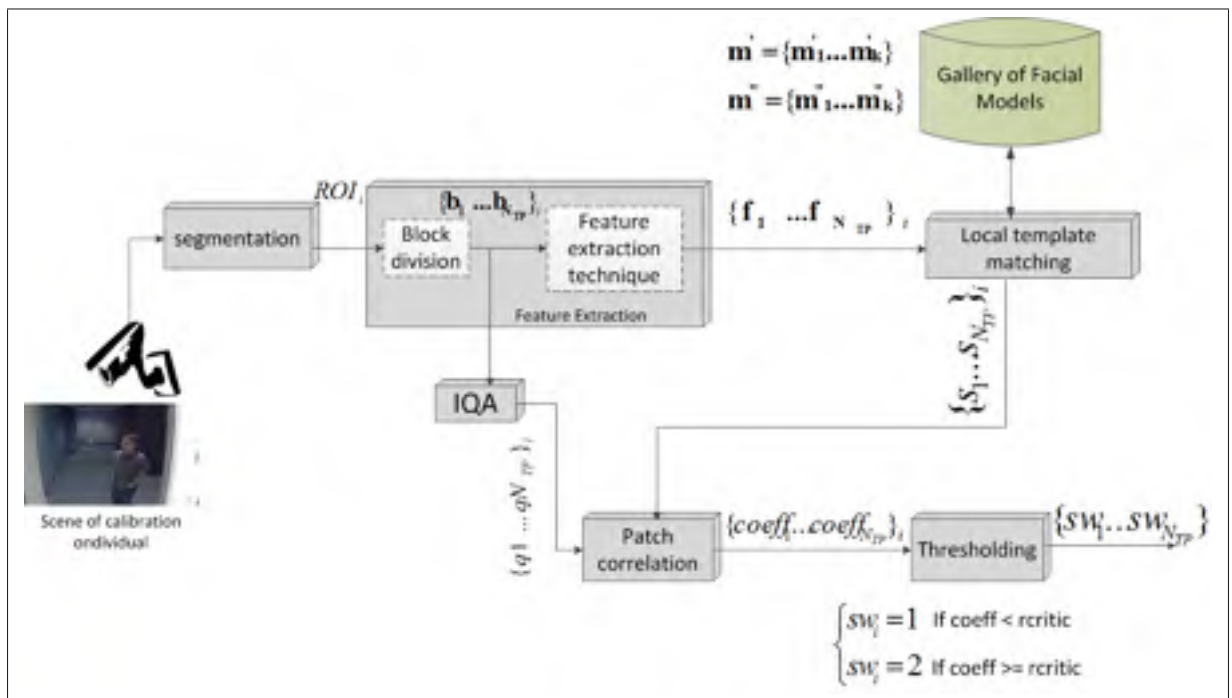 m' = {m'1...m'k}
m'' = {m''1...m''k}
Gallery of Facial
Models
ROI i
{b1 ...bNTP}i
segmentation
Block
division
Feature
extraction
technique
Feature Extraction
{f1 ...f NTP}i
Local template
matching
{s1...sNTP}i
IQA
{q1 ...qNTP}i
Scene of calibration
ondividual
Patch
correlation
{coeff1...coeffNTP}i
Thresholding
{sw1...swNTP}
swi =1 If coeff < rcritic
swi =2 If coeff >= rcritic